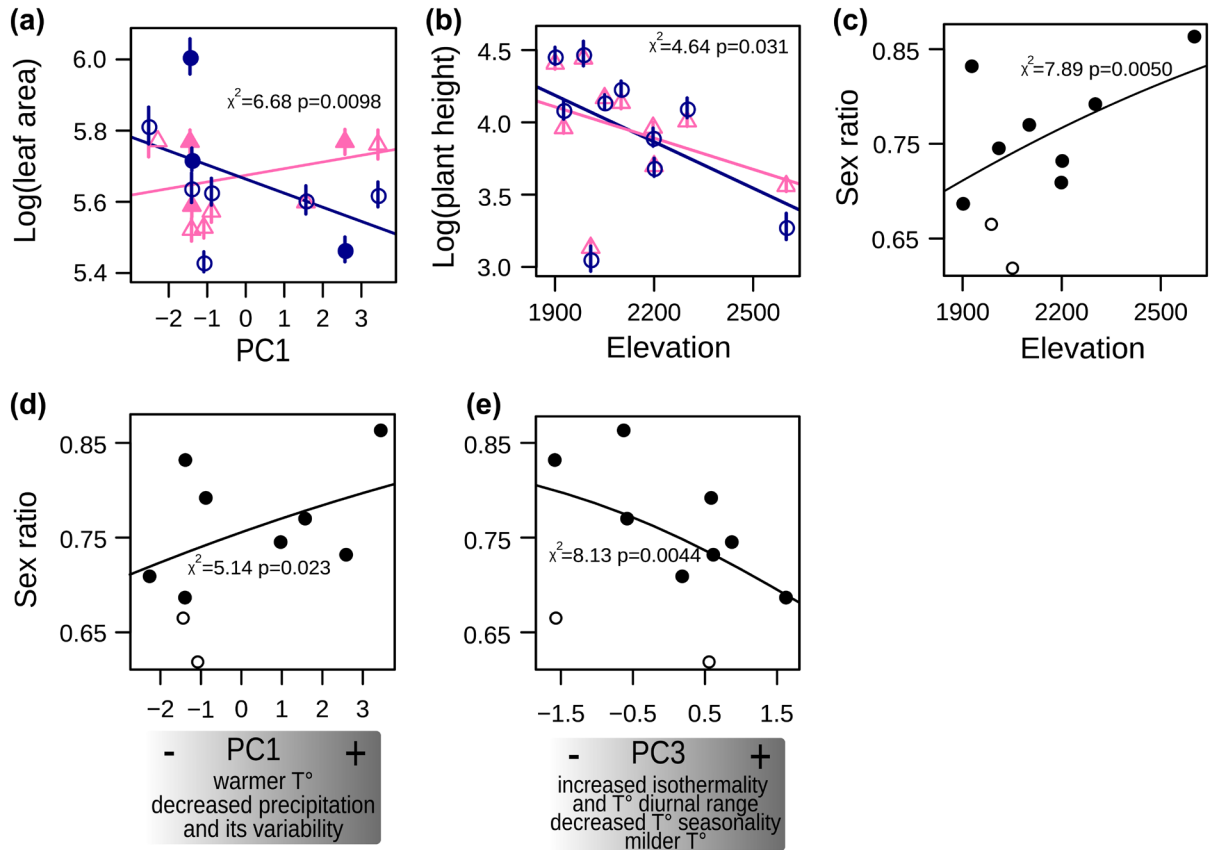 (a)
Log(leaf area)
6.0
5.8
5.6
5.4
χ²=6.68 p=0.0098
−2 −1 0 1 2 3
PC1
(b)
Log(plant height)
4.5
4.0
3.5
3.0
χ²=4.64 p=0.031
1900 2200 2500
Elevation
(c)
Sex ratio
0.85
0.75
0.65
χ²=7.89 p=0.0050
1900 2200 2500
Elevation
(d)
Sex ratio
0.85
0.75
0.65
χ²=5.14 p=0.023
−2 −1 0 1 2 3
- PC1 +
warmer T°
decreased precipitation
and its variability
(e)
0.85
0.75
0.65
χ²=8.13 p=0.0044
−1.5 −0.5 0.5 1.5
- PC3 +
increased isothermality
and T° diurnal range
decreased T° seasonality
milder T°